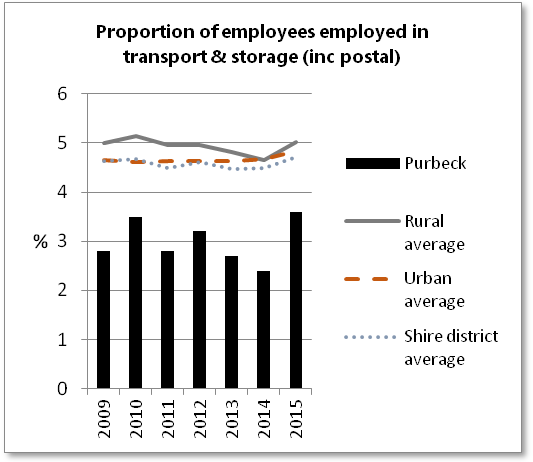 Proportion of employees employed in
transport & storage (inc postal)
6
5
4
3
2
1
0
%
2009
2010
2011
2012
2013
2014
2015
Purbeck
Rural
average
Urban
average
Shire district
average